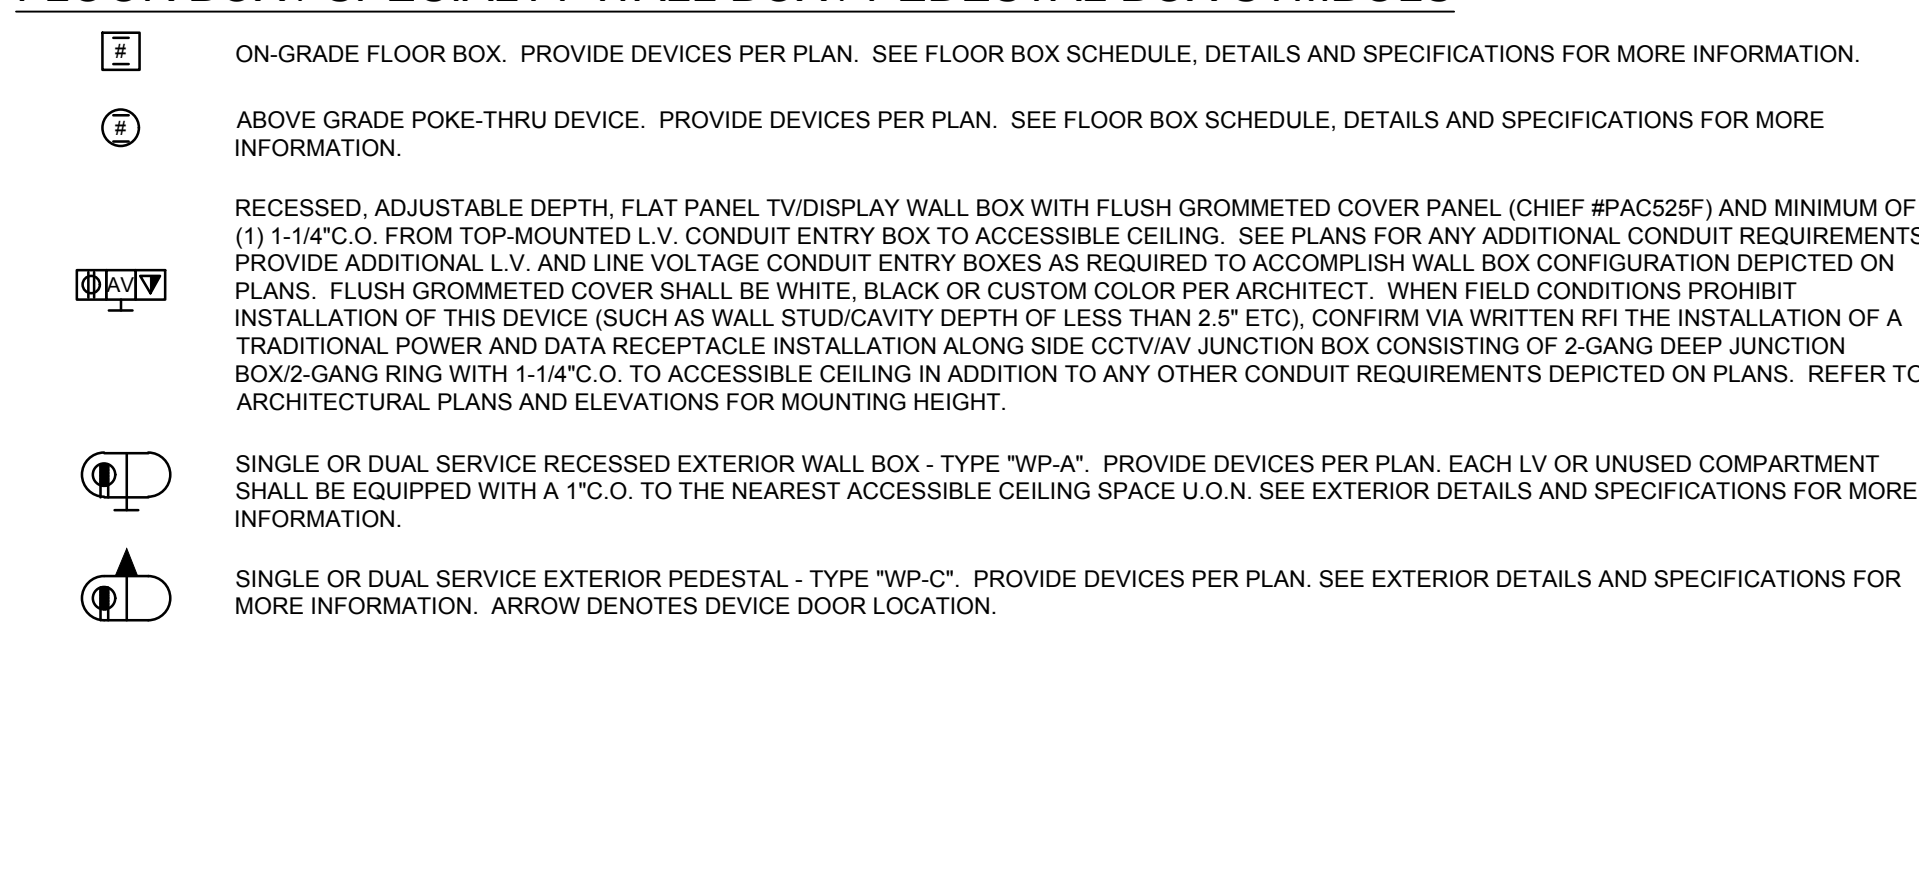 FLOOR BOX / SPECIALTY WALL BOX / PEDESTAL BOX SYMBOLS
# ON-GRADE FLOOR BOX. PROVIDE DEVICES PER PLAN. SEE FLOOR BOX SCHEDULE, DETAILS AND SPECIFICATIONS FOR MORE INFORMATION.
# ABOVE GRADE POKE-THRU DEVICE. PROVIDE DEVICES PER PLAN. SEE FLOOR BOX SCHEDULE, DETAILS AND SPECIFICATIONS FOR MORE
INFORMATION.
RECESSED, ADJUSTABLE DEPTH, FLAT PANEL TV/DISPLAY WALL BOX WITH FLUSH GROMMETED COVER PANEL (CHIEF #PAC525F) AND MINIMUM OF
(1) 1-1/4"C.O. FROM TOP-MOUNTED L.V. CONDUIT ENTRY BOX TO ACCESSIBLE CEILING. SEE PLANS FOR ANY ADDITIONAL CONDUIT REQUIREMENTS
AV
PROVIDE ADDITIONAL L.V. AND LINE VOLTAGE CONDUIT ENTRY BOXES AS REQUIRED TO ACCOMPLISH WALL BOX CONFIGURATION DEPICTED ON
PLANS. FLUSH GROMMETED COVER SHALL BE WHITE, BLACK OR CUSTOM COLOR PER ARCHITECT. WHEN FIELD CONDITIONS PROHIBIT
INSTALLATION OF THIS DEVICE (SUCH AS WALL STUD/CAVITY DEPTH OF LESS THAN 2.5" ETC), CONFIRM VIA WRITTEN RFI THE INSTALLATION OF A
TRADITIONAL POWER AND DATA RECEPTACLE INSTALLATION ALONG SIDE CCTV/AV JUNCTION BOX CONSISTING OF 2-GANG DEEP JUNCTION
BOX/2-GANG RING WITH 1-1/4"C.O. TO ACCESSIBLE CEILING IN ADDITION TO ANY OTHER CONDUIT REQUIREMENTS DEPICTED ON PLANS. REFER TO
ARCHITECTURAL PLANS AND ELEVATIONS FOR MOUNTING HEIGHT.
SINGLE OR DUAL SERVICE RECESSED EXTERIOR WALL BOX - TYPE "WP-A". PROVIDE DEVICES PER PLAN. EACH LV OR UNUSED COMPARTMENT
SHALL BE EQUIPPED WITH A 1"C.O. TO THE NEAREST ACCESSIBLE CEILING SPACE U.O.N. SEE EXTERIOR DETAILS AND SPECIFICATIONS FOR MORE
INFORMATION.
SINGLE OR DUAL SERVICE EXTERIOR PEDESTAL - TYPE "WP-C". PROVIDE DEVICES PER PLAN. SEE EXTERIOR DETAILS AND SPECIFICATIONS FOR
MORE INFORMATION. ARROW DENOTES DEVICE DOOR LOCATION.